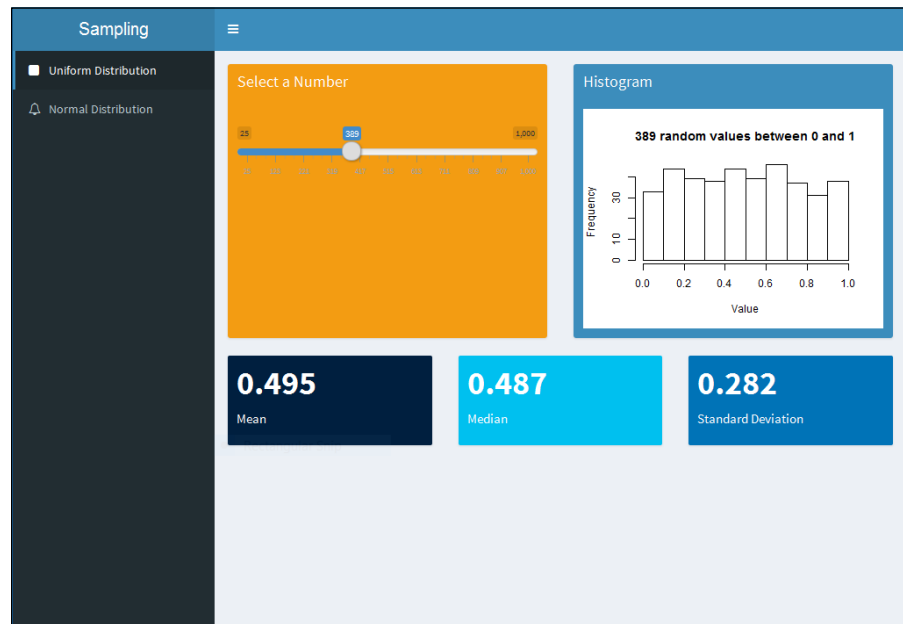 Sampling
Uniform Distribution
Normal Distribution
Select a Number
25 389 1,000
Histogram
389 random values between 0 and 1
Frequency
30
10
0
0.0 0.2 0.4 0.6 0.8 1.0
Value
0.495
Mean
0.487
Median
0.282
Standard Deviation